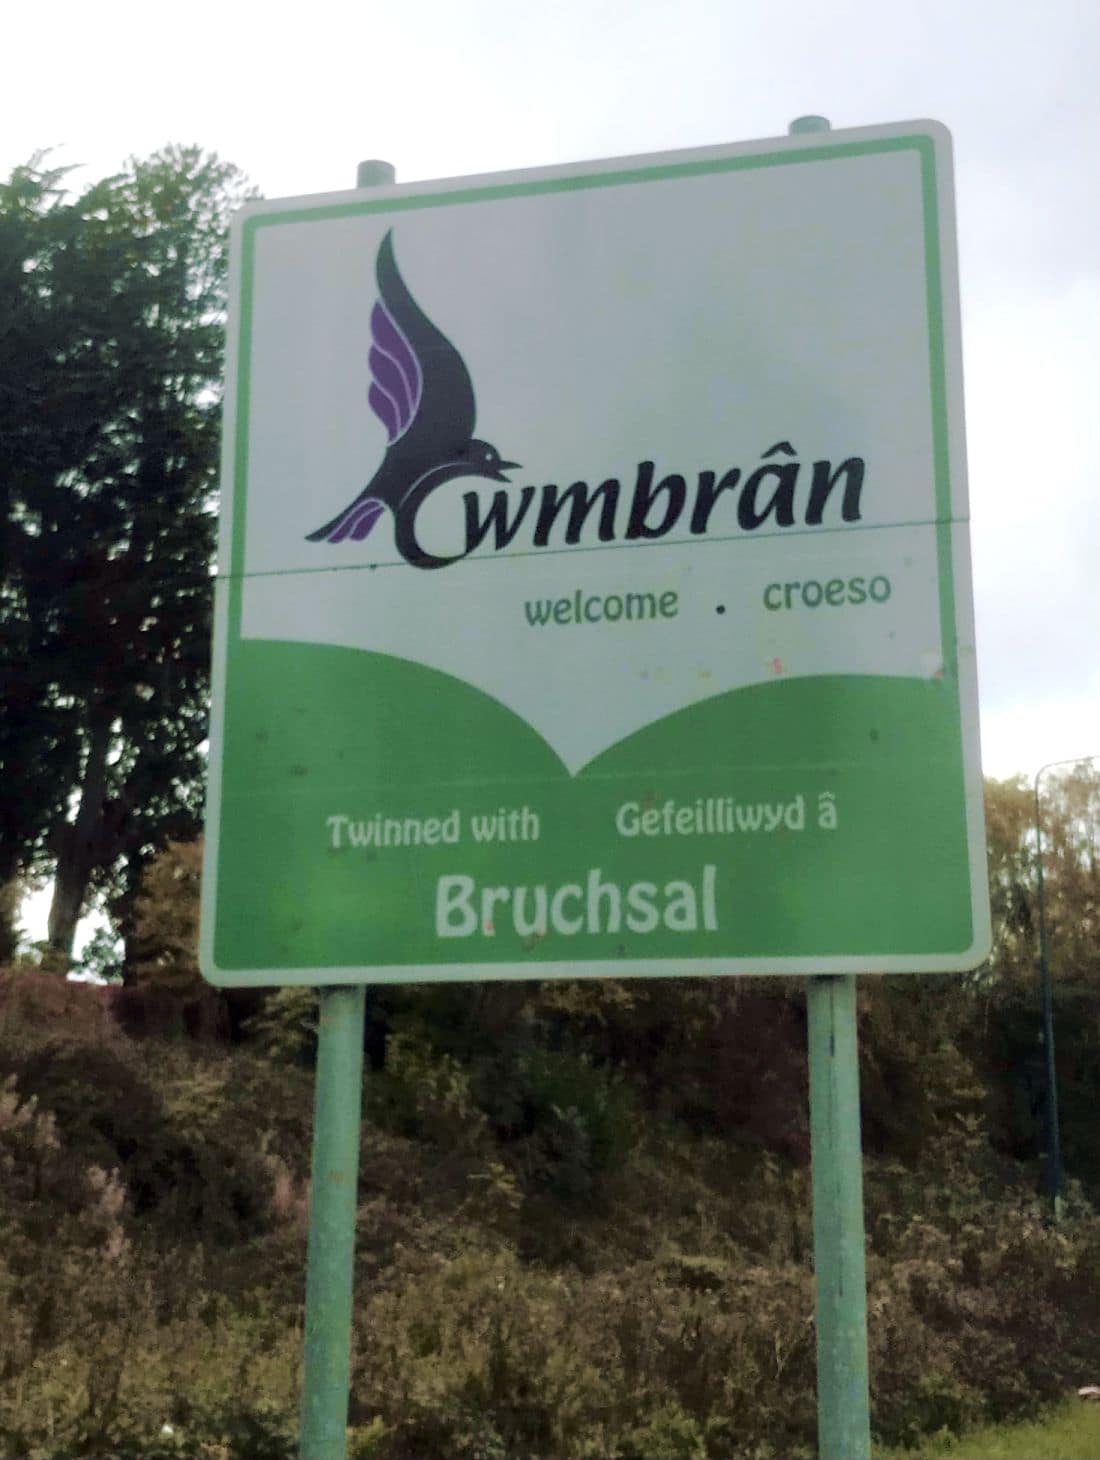 Cwmbrân
welcome . croeso
Twinned with Gefeilliwyd â
Bruchsal